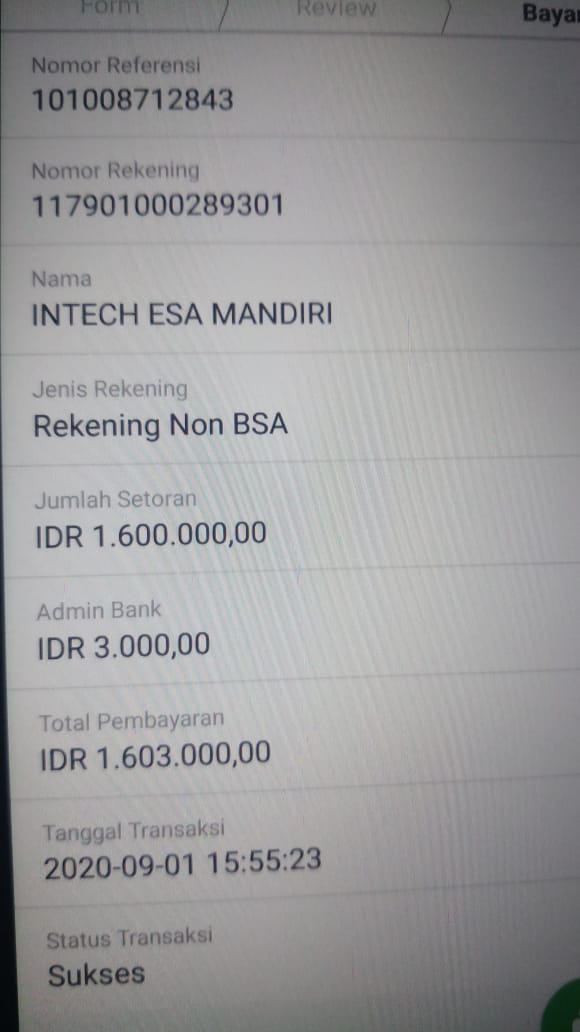 Form
Review
Bayar
Nomor Referensi
101008712843
Nomor Rekening
117901000289301
Nama
INTECH ESA MANDIRI
Jenis Rekening
Rekening Non BSA
Jumlah Setoran
IDR 1.600.000,00
Admin Bank
IDR 3.000,00
Total Pembayaran
IDR 1.603.000,00
Tanggal Transaksi
2020-09-01 15:55:23
Status Transaksi
Sukses